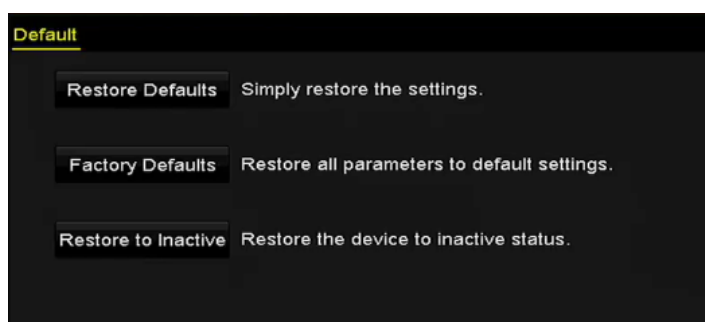 Default
Restore Defaults Simply restore the settings.
Factory Defaults Restore all parameters to default settings.
Restore to Inactive Restore the device to inactive status.